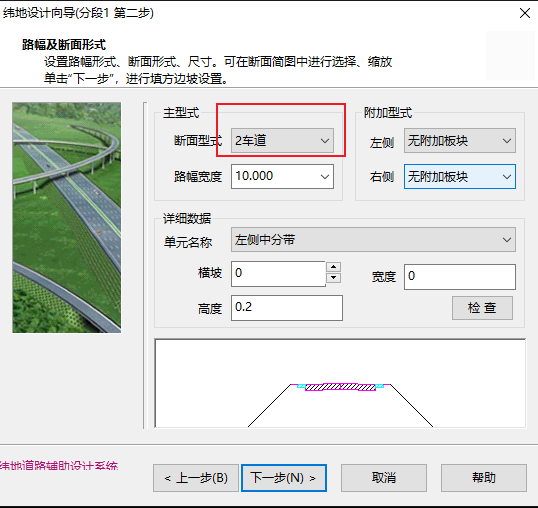 纬地设计向导(分段1 第二步)
路幅及断面形式
设置路幅形式、断面形式、尺寸。可在断面简图中进行选择、缩放
单击“下一步”，进行填方边坡设置。
主型式
断面型式 2车道
路幅宽度 10.000
附加型式
左侧 无附加板块
右侧 无附加板块
详细数据
单元名称 左侧中分带
横坡 0 宽度 0
高度 0.2 检 查
纬地道路辅助设计系统
< 上一步(B) 下一步(N) > 取消 帮助